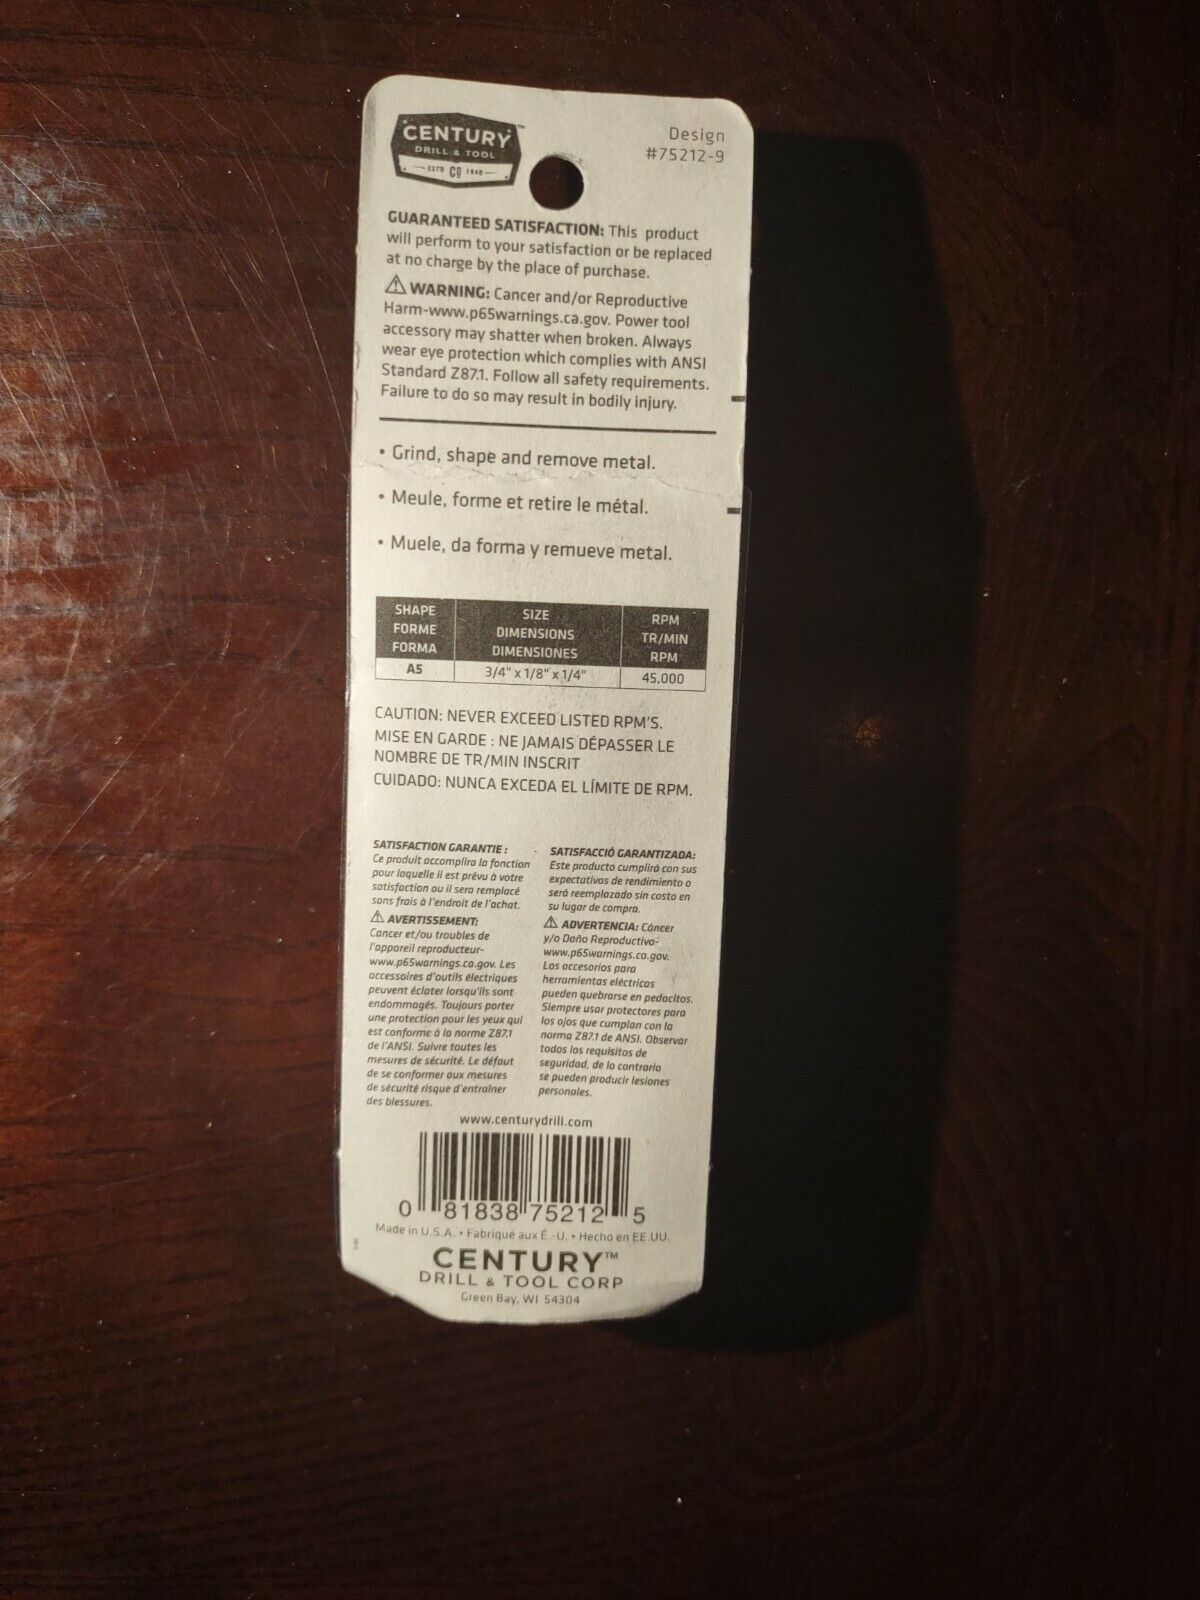 CENTURY™
DRILL & TOOL
ESTD CO 1940
Design
#75212-9
GUARANTEED SATISFACTION: This product
will perform to your satisfaction or be replaced
at no charge by the place of purchase.
⚠ WARNING: Cancer and/or Reproductive
Harm-www.p65warnings.ca.gov. Power tool
accessory may shatter when broken. Always
wear eye protection which complies with ANSI
Standard Z87.1. Follow all safety requirements.
Failure to do so may result in bodily injury.
• Grind, shape and remove metal.
• Meule, forme et retire le métal.
• Muele, da forma y remueve metal.
SHAPE
FORME
FORMA
SIZE
DIMENSIONS
DIMENSIONES
RPM
TR/MIN
RPM
A5
3/4" x 1/8" x 1/4"
45,000
CAUTION: NEVER EXCEED LISTED RPM'S.
MISE EN GARDE : NE JAMAIS DÉPASSER LE
NOMBRE DE TR/MIN INSCRIT
CUIDADO: NUNCA EXCEDA EL LÍMITE DE RPM.
SATISFACTION GARANTIE :
Ce produit accomplira la fonction
pour laquelle il est prévu à votre
satisfaction ou il sera remplacé
sans frais à l'endroit de l'achat.
⚠ AVERTISSEMENT:
Cancer et/ou troubles de
l'appareil reproducteur-
www.p65warnings.ca.gov. Les
accessoires d'outils électriques
peuvent éclater lorsqu'ils sont
endommagés. Toujours porter
une protection pour les yeux qui
est conforme à la norme Z87.1
de l'ANSI. Suivre toutes les
mesures de sécurité. Le défaut
de se conformer aux mesures
de sécurité risque d'entraîner
des blessures.
SATISFACCIÓ GARANTIZADA:
Este producto cumplirá con sus
expectativas de rendimiento o
será reemplazado sin costo en
su lugar de compra.
⚠ ADVERTENCIA: Cáncer
y/o Daño Reproductivo-
www.p65warnings.ca.gov.
Los accesorios para
herramientas eléctricas
pueden quebrarse en pedacitos.
Siempre usar protectores para
los ojos que cumplan con la
norma Z87.1 de ANSI. Observar
todos los requisitos de
seguridad, de lo contrario
se pueden producir lesiones
personales.
www.centurydrill.com
0 81838 75212 5
Made in U.S.A. • Fabriqué aux É.-U. • Hecho en EE.UU.
CENTURY™
DRILL & TOOL CORP
Green Bay, WI 54304